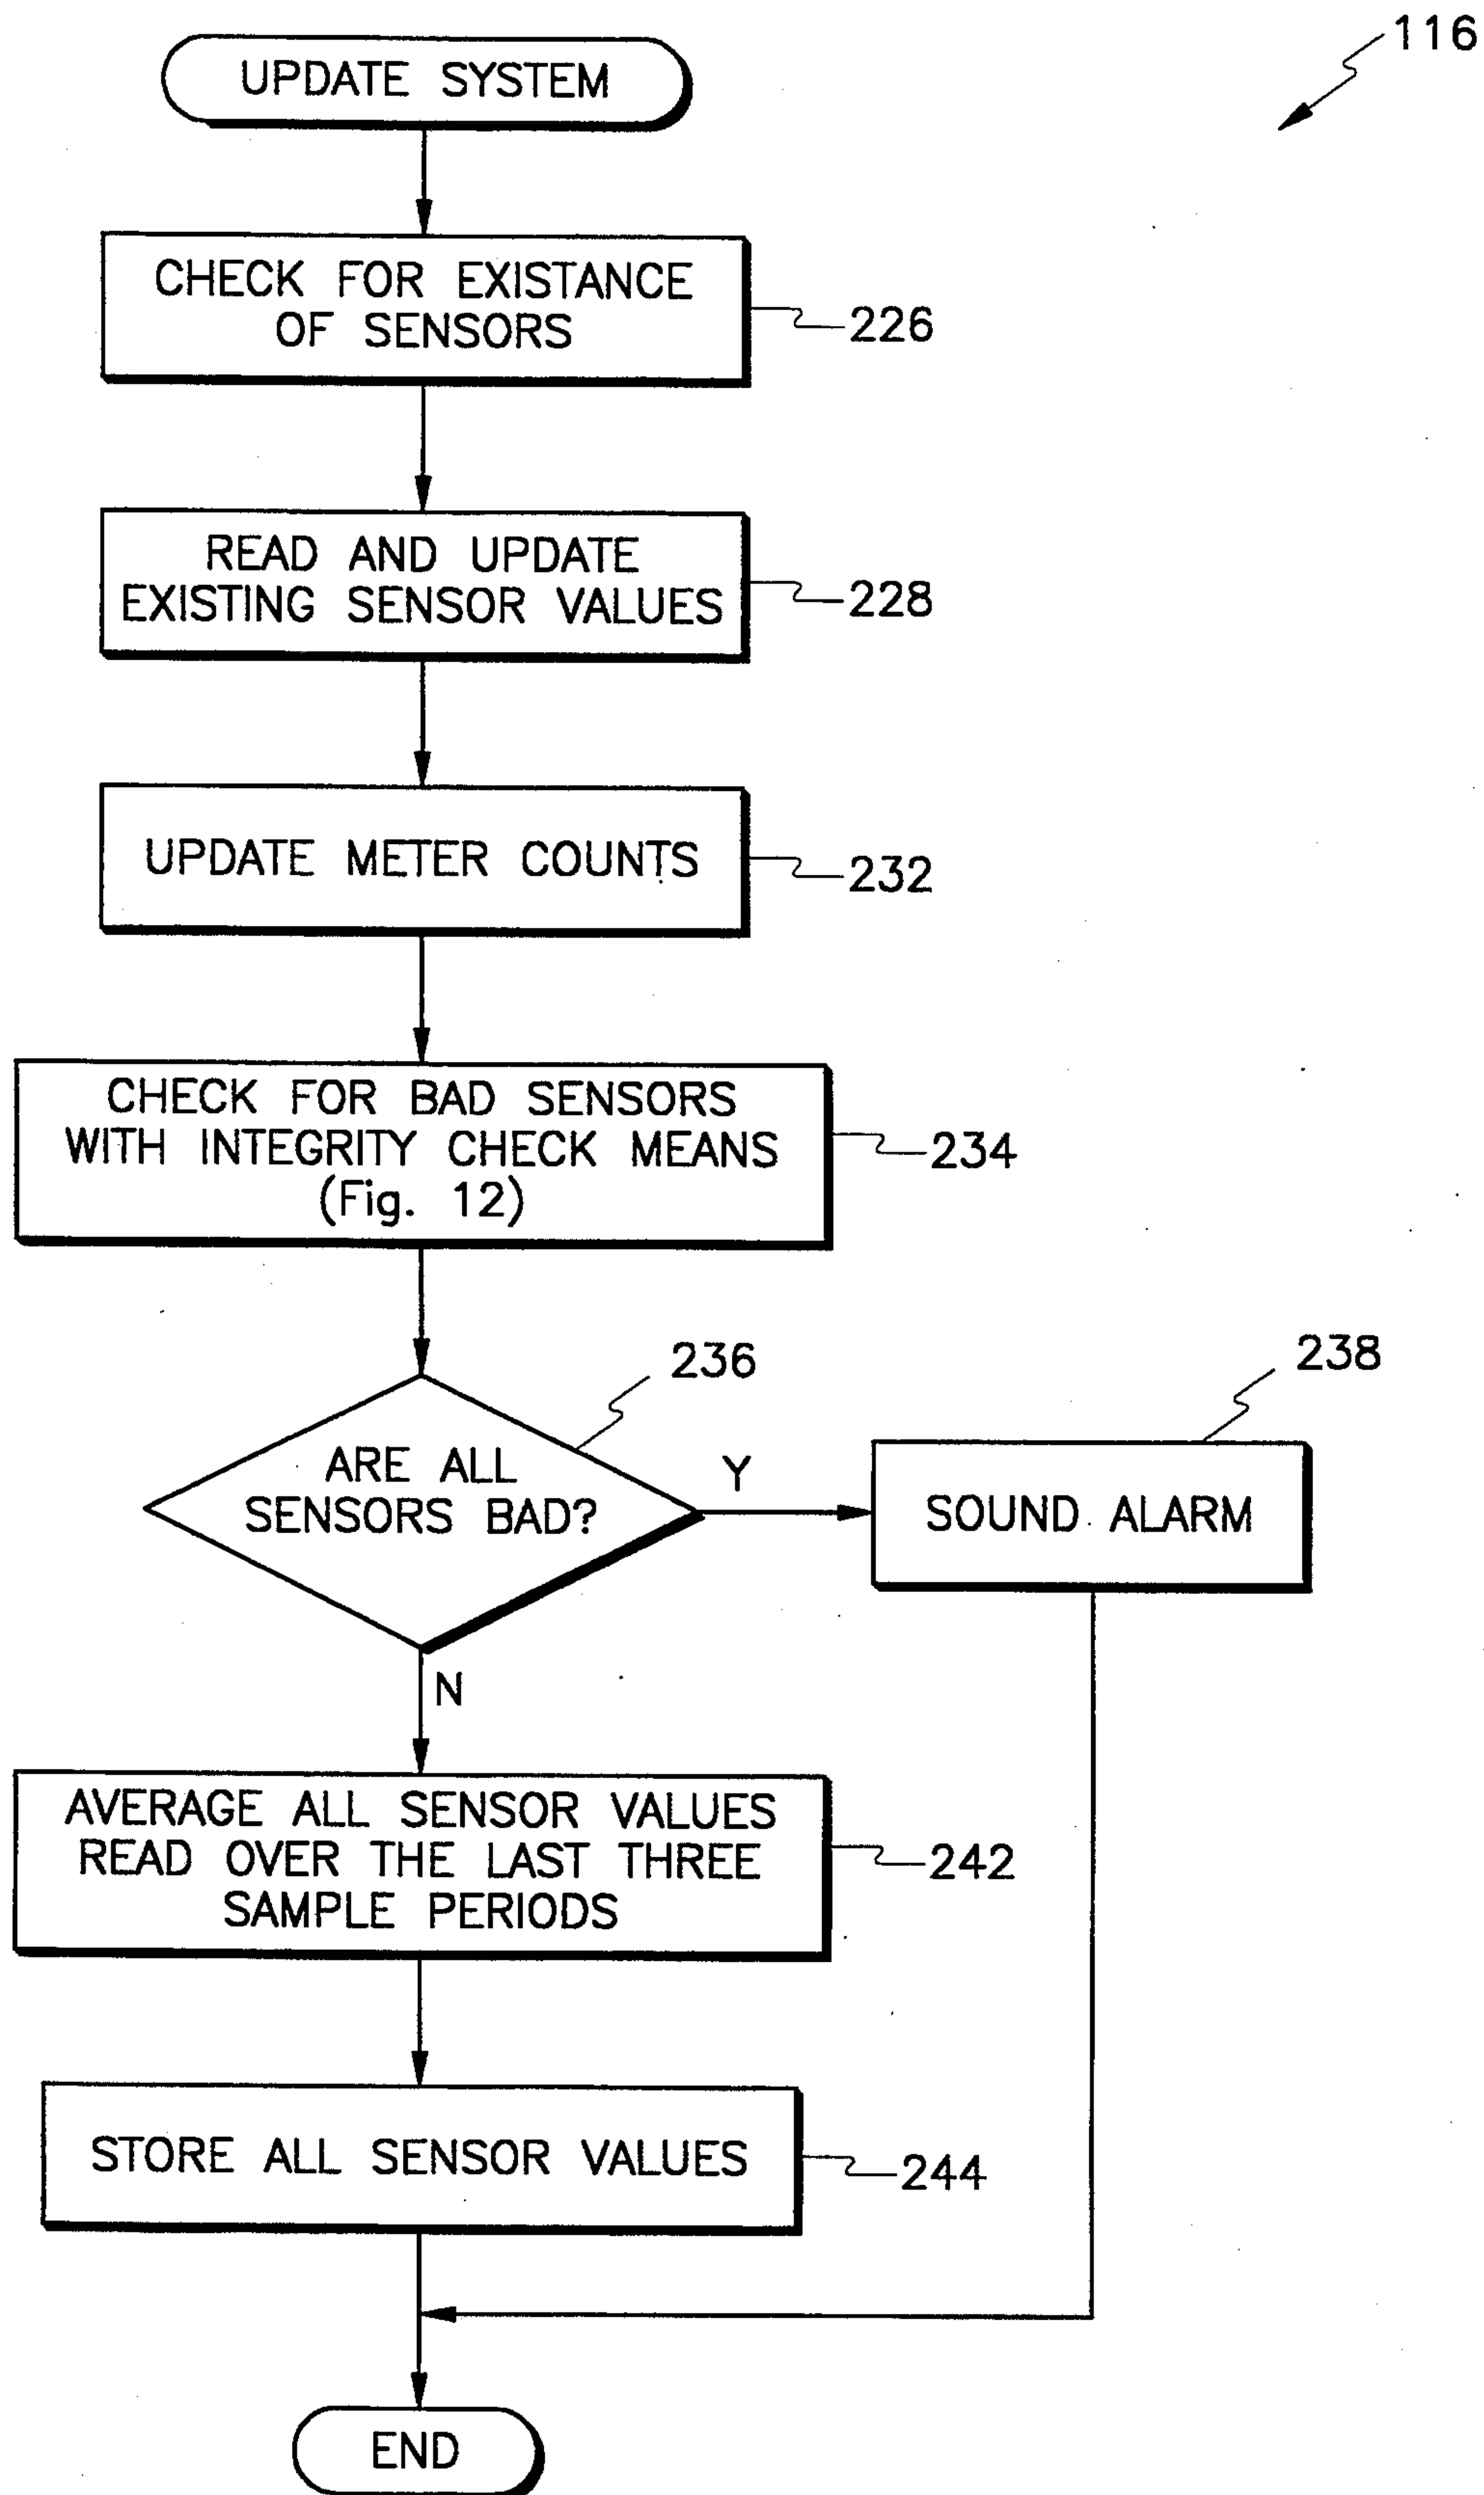 116
UPDATE SYSTEM
CHECK FOR EXISTANCE
OF SENSORS
226
READ AND UPDATE
EXISTING SENSOR VALUES
228
UPDATE METER COUNTS
232
CHECK FOR BAD SENSORS
WITH INTEGRITY CHECK MEANS
(Fig. 12)
234
236
ARE ALL
SENSORS BAD?
Y
238
SOUND ALARM
N
AVERAGE ALL SENSOR VALUES
READ OVER THE LAST THREE
SAMPLE PERIODS
242
STORE ALL SENSOR VALUES
244
END